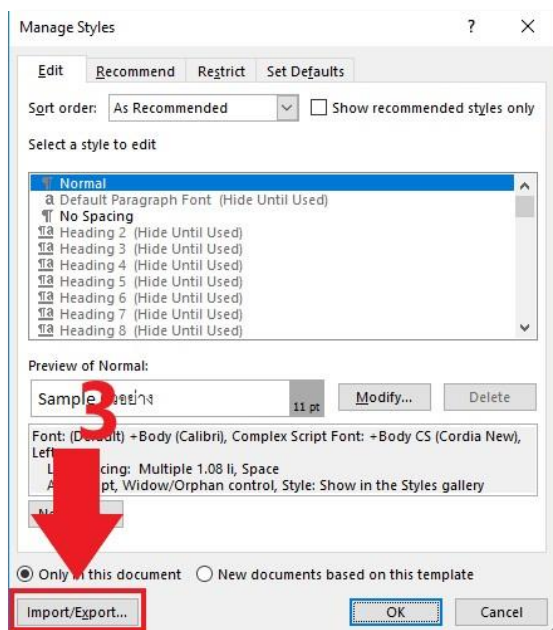 Manage Styles ? ✕
Edit Recommend Restrict Set Defaults
Sort order: As Recommended Show recommended styles only
Select a style to edit
¶ Normal
a Default Paragraph Font (Hide Until Used)
¶ No Spacing
¶a Heading 2 (Hide Until Used)
¶a Heading 3 (Hide Until Used)
¶a Heading 4 (Hide Until Used)
¶a Heading 5 (Hide Until Used)
¶a Heading 6 (Hide Until Used)
¶a Heading 7 (Hide Until Used)
¶a Heading 8 (Hide Until Used)
Preview of Normal:
Sample 11 pt Modify... Delete
3
Font: +Body (Calibri), Complex Script Font: +Body CS (Cordia New),
Multiple 1.08 li, Space
pt, Widow/Orphan control, Style: Show in the Styles gallery
Only in this document New documents based on this template
Import/Export... OK Cancel